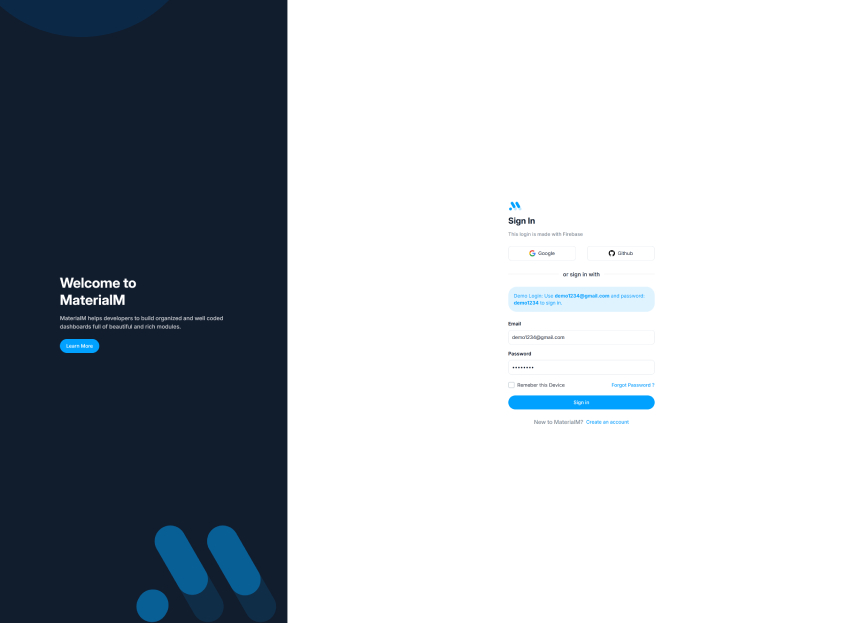 Welcome to
MaterialM
MaterialM helps developers to build organized and well coded
dashboards full of beautiful and rich modules.
Learn More
Sign In
This login is made with Firebase
Google
Github
or sign in with
Demo Login: Use demo1234@gmail.com and password:
demo1234 to sign in.
Email
demo1234@gmail.com
Password
••••••••
Remeber this Device
Forgot Password ?
Sign in
New to MaterialM? Create an account